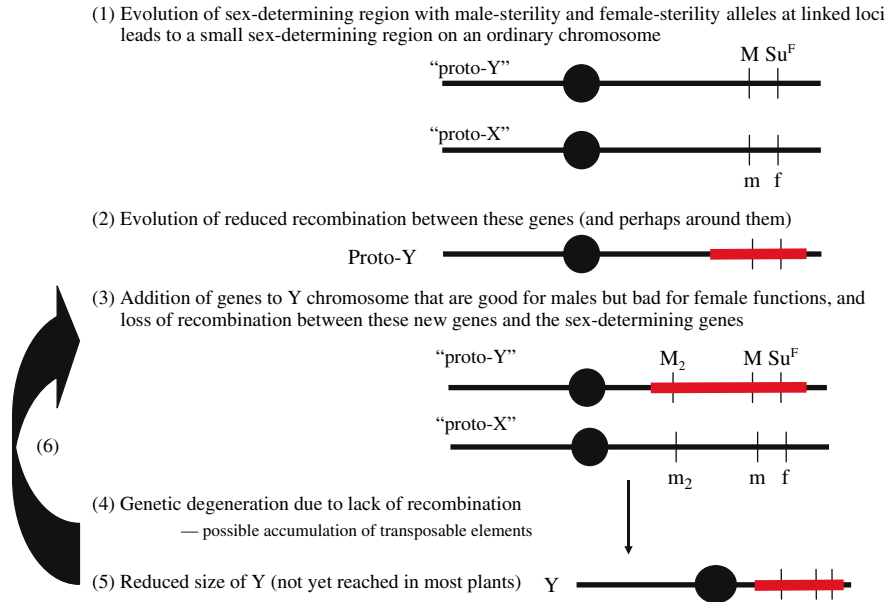 (1) Evolution of sex-determining region with male-sterility and female-sterility alleles at linked loci
leads to a small sex-determining region on an ordinary chromosome
M Su^F
“proto-Y”
“proto-X”
m f
(2) Evolution of reduced recombination between these genes (and perhaps around them)
Proto-Y
(3) Addition of genes to Y chromosome that are good for males but bad for female functions, and
loss of recombination between these new genes and the sex-determining genes
“proto-Y” M₂ M Su^F
“proto-X”
(6)
m₂ m f
(4) Genetic degeneration due to lack of recombination
— possible accumulation of transposable elements
(5) Reduced size of Y (not yet reached in most plants) Y